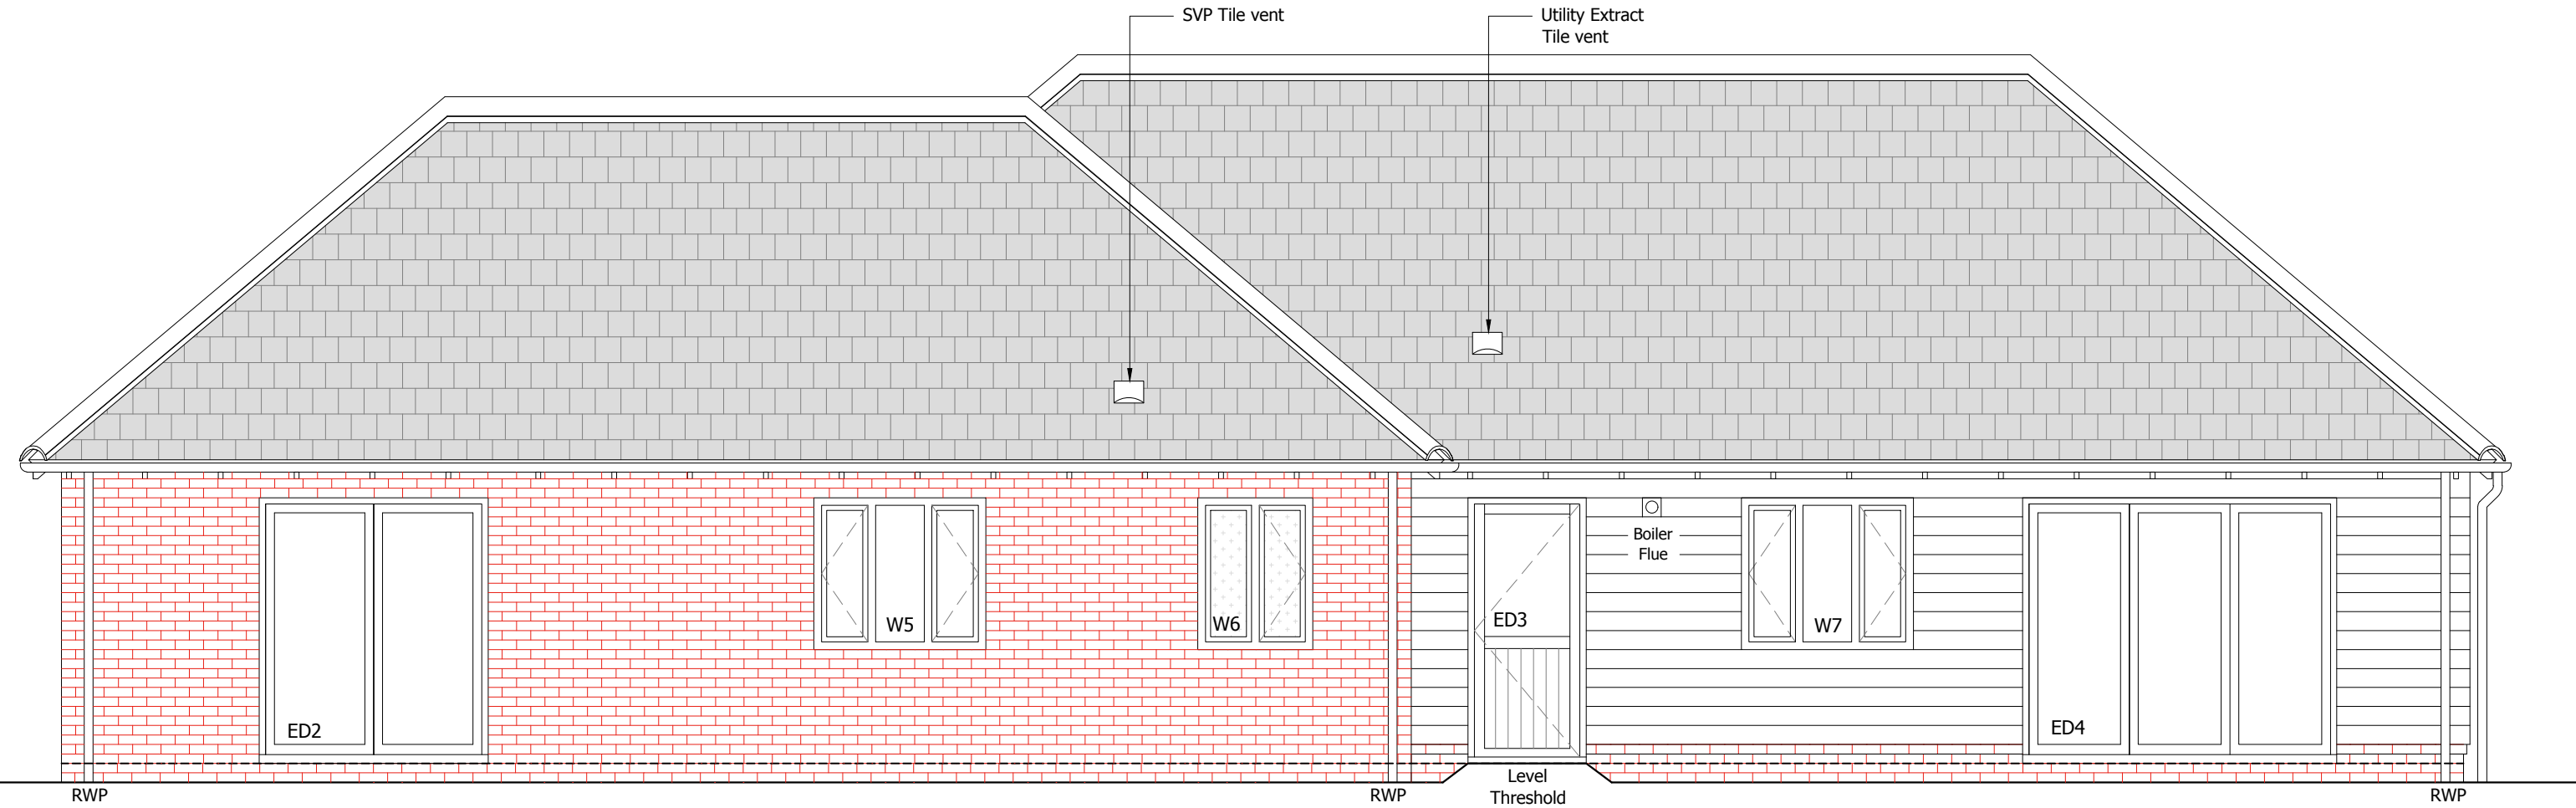 SVP Tile vent
Utility Extract
Tile vent
Boiler
Flue
ED3
W5
W6
W7
ED2
ED4
Level
Threshold
RWP
RWP
RWP